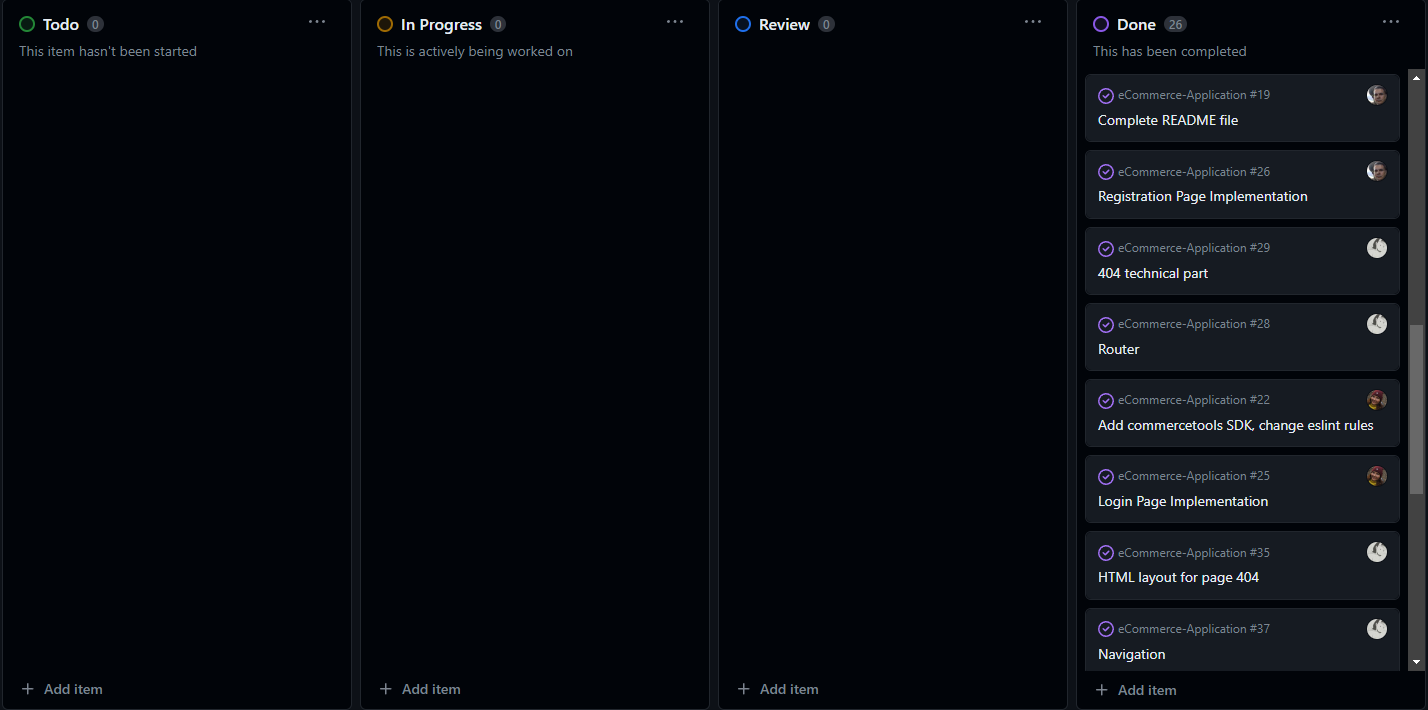 Todo 0
This item hasn't been started
Add item
In Progress 0
This is actively being worked on
Add item
Review 0
Add item
Done 26
This has been completed
eCommerce-Application #19
Complete README file
eCommerce-Application #26
Registration Page Implementation
eCommerce-Application #29
404 technical part
eCommerce-Application #28
Router
eCommerce-Application #22
Add commercetools SDK, change eslint rules
eCommerce-Application #25
Login Page Implementation
eCommerce-Application #35
HTML layout for page 404
eCommerce-Application #37
Navigation
Add item